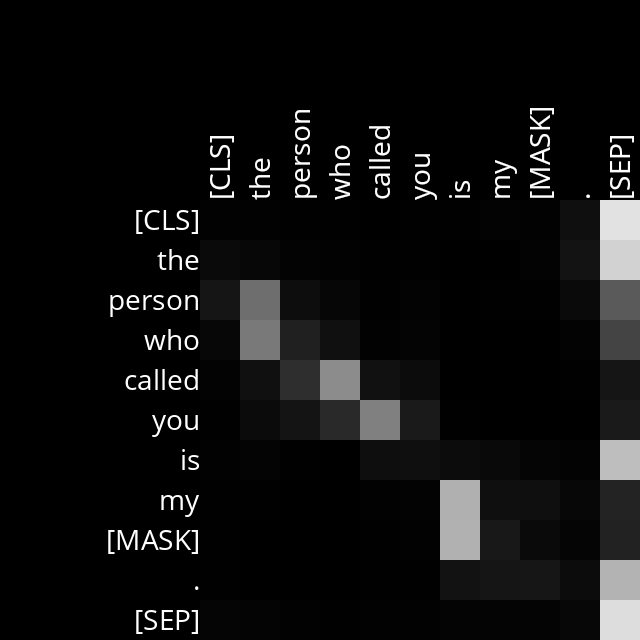 [CLS] the person who called you is my [MASK] . [SEP]
[CLS]
the
person
who
called
you
is
my
[MASK]
.
[SEP]